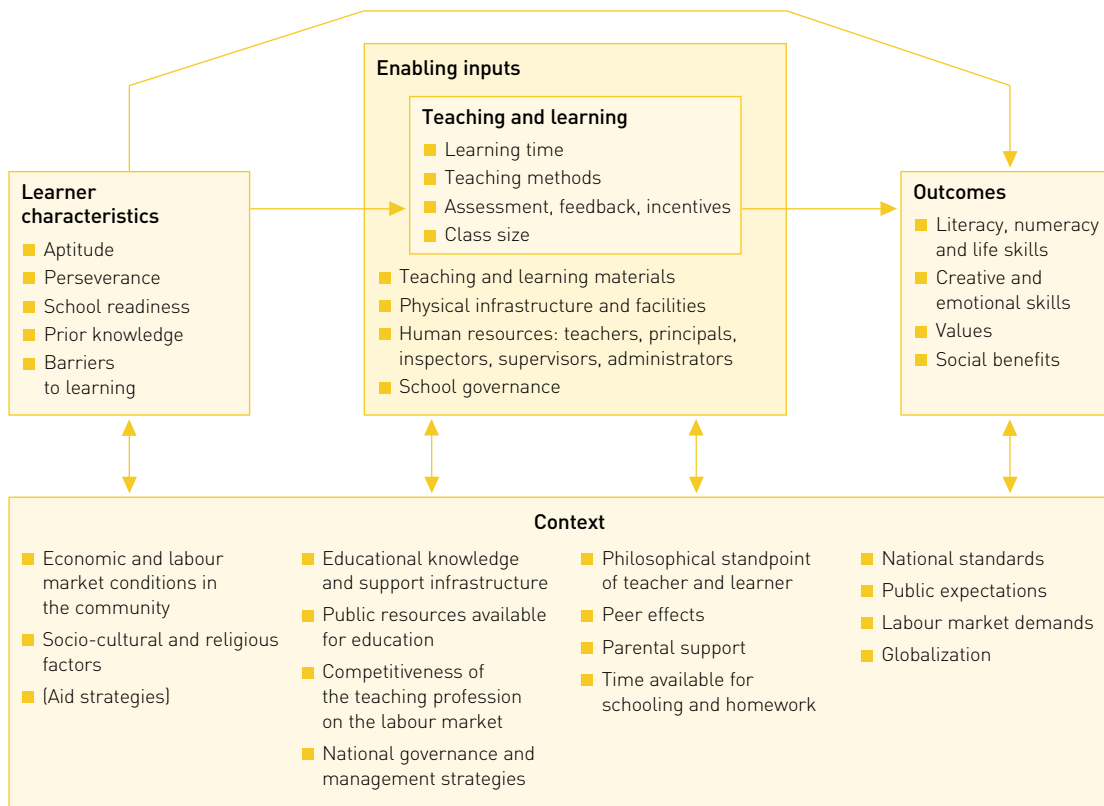 Enabling inputs
Teaching and learning
Learning time
Teaching methods
Assessment, feedback, incentives
Class size
Teaching and learning materials
Physical infrastructure and facilities
Human resources: teachers, principals,
inspectors, supervisors, administrators
School governance
Learner
characteristics
Aptitude
Perseverance
School readiness
Prior knowledge
Barriers
to learning
Outcomes
Literacy, numeracy
and life skills
Creative and
emotional skills
Values
Social benefits
Context
Economic and labour
market conditions in
the community
Socio-cultural and religious
factors
(Aid strategies)
Educational knowledge
and support infrastructure
Public resources available
for education
Competitiveness of
the teaching profession
on the labour market
National governance and
management strategies
Philosophical standpoint
of teacher and learner
Peer effects
Parental support
Time available for
schooling and homework
National standards
Public expectations
Labour market demands
Globalization